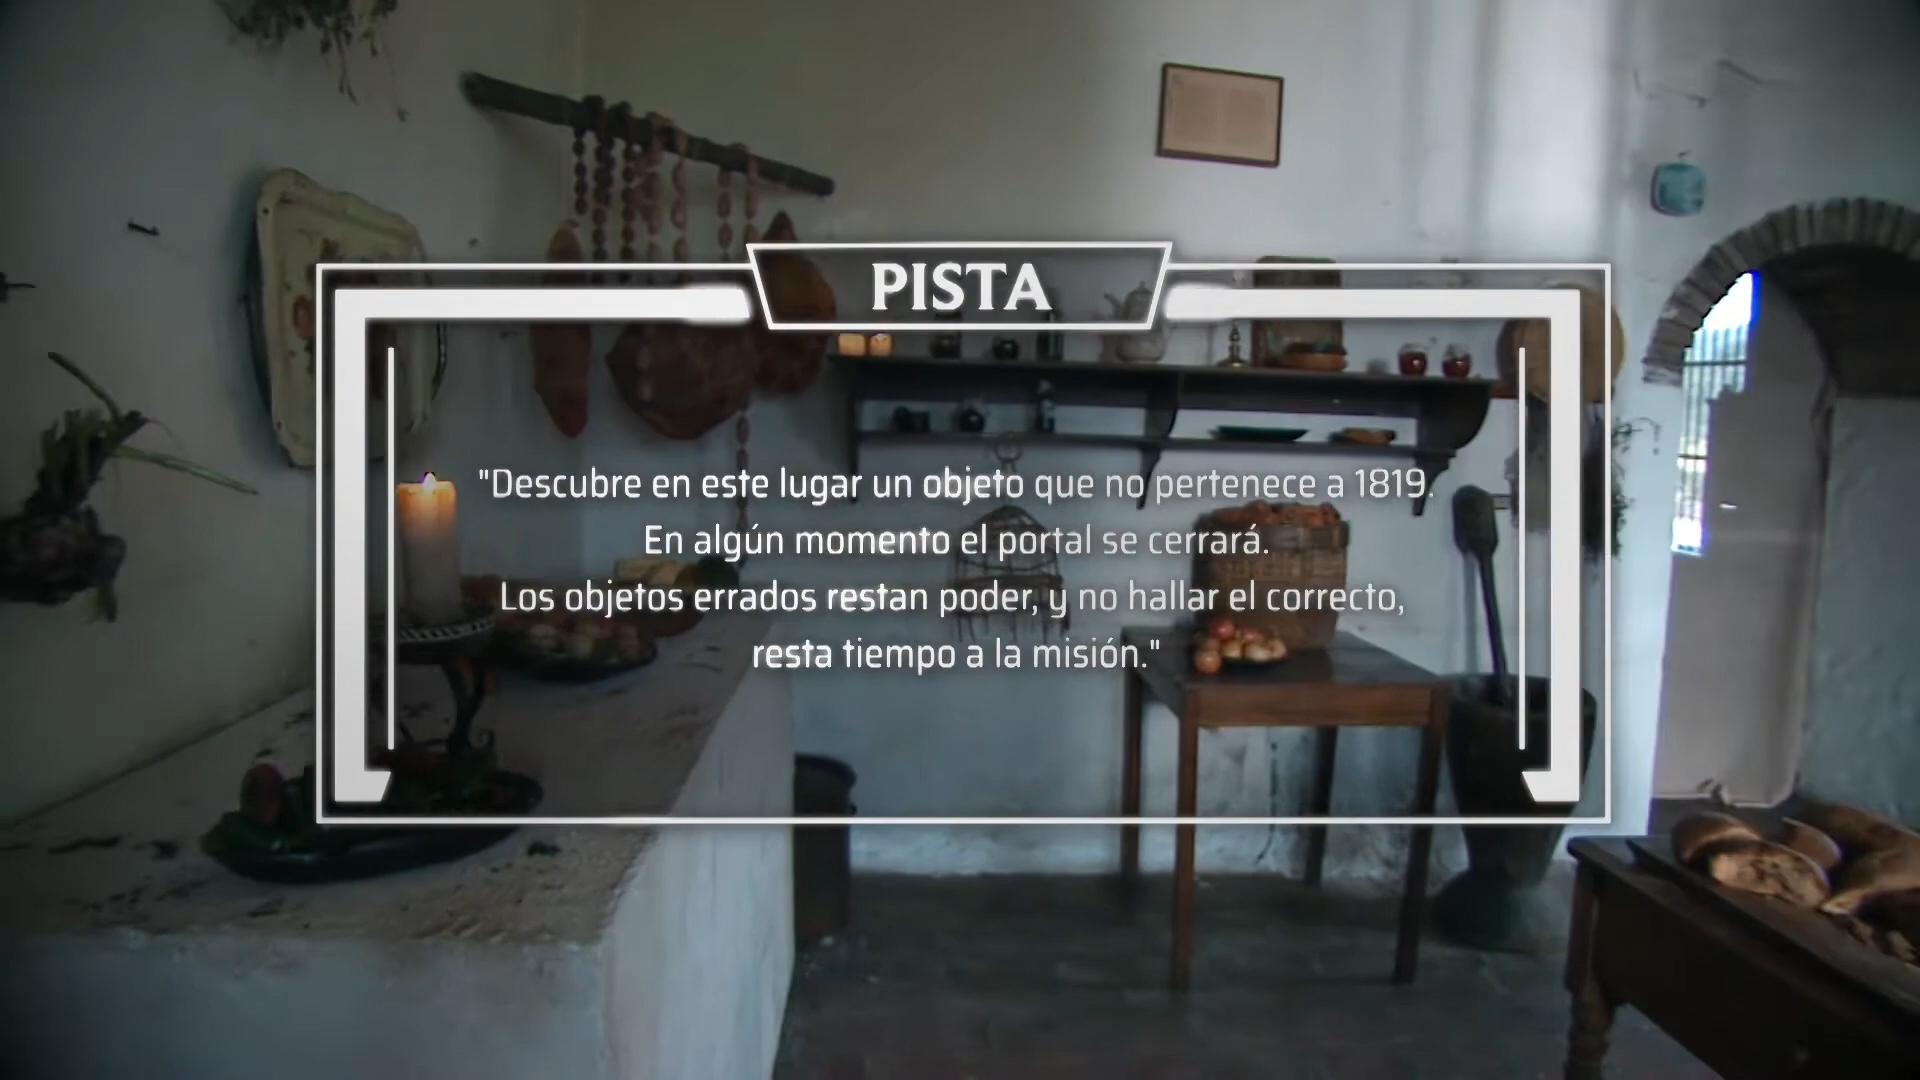 PISTA
"Descubre en este lugar un objeto que no pertenece a 1819.
En algún momento el portal se cerrará.
Los objetos errados restan poder, y no hallar el correcto,
resta tiempo a la misión."